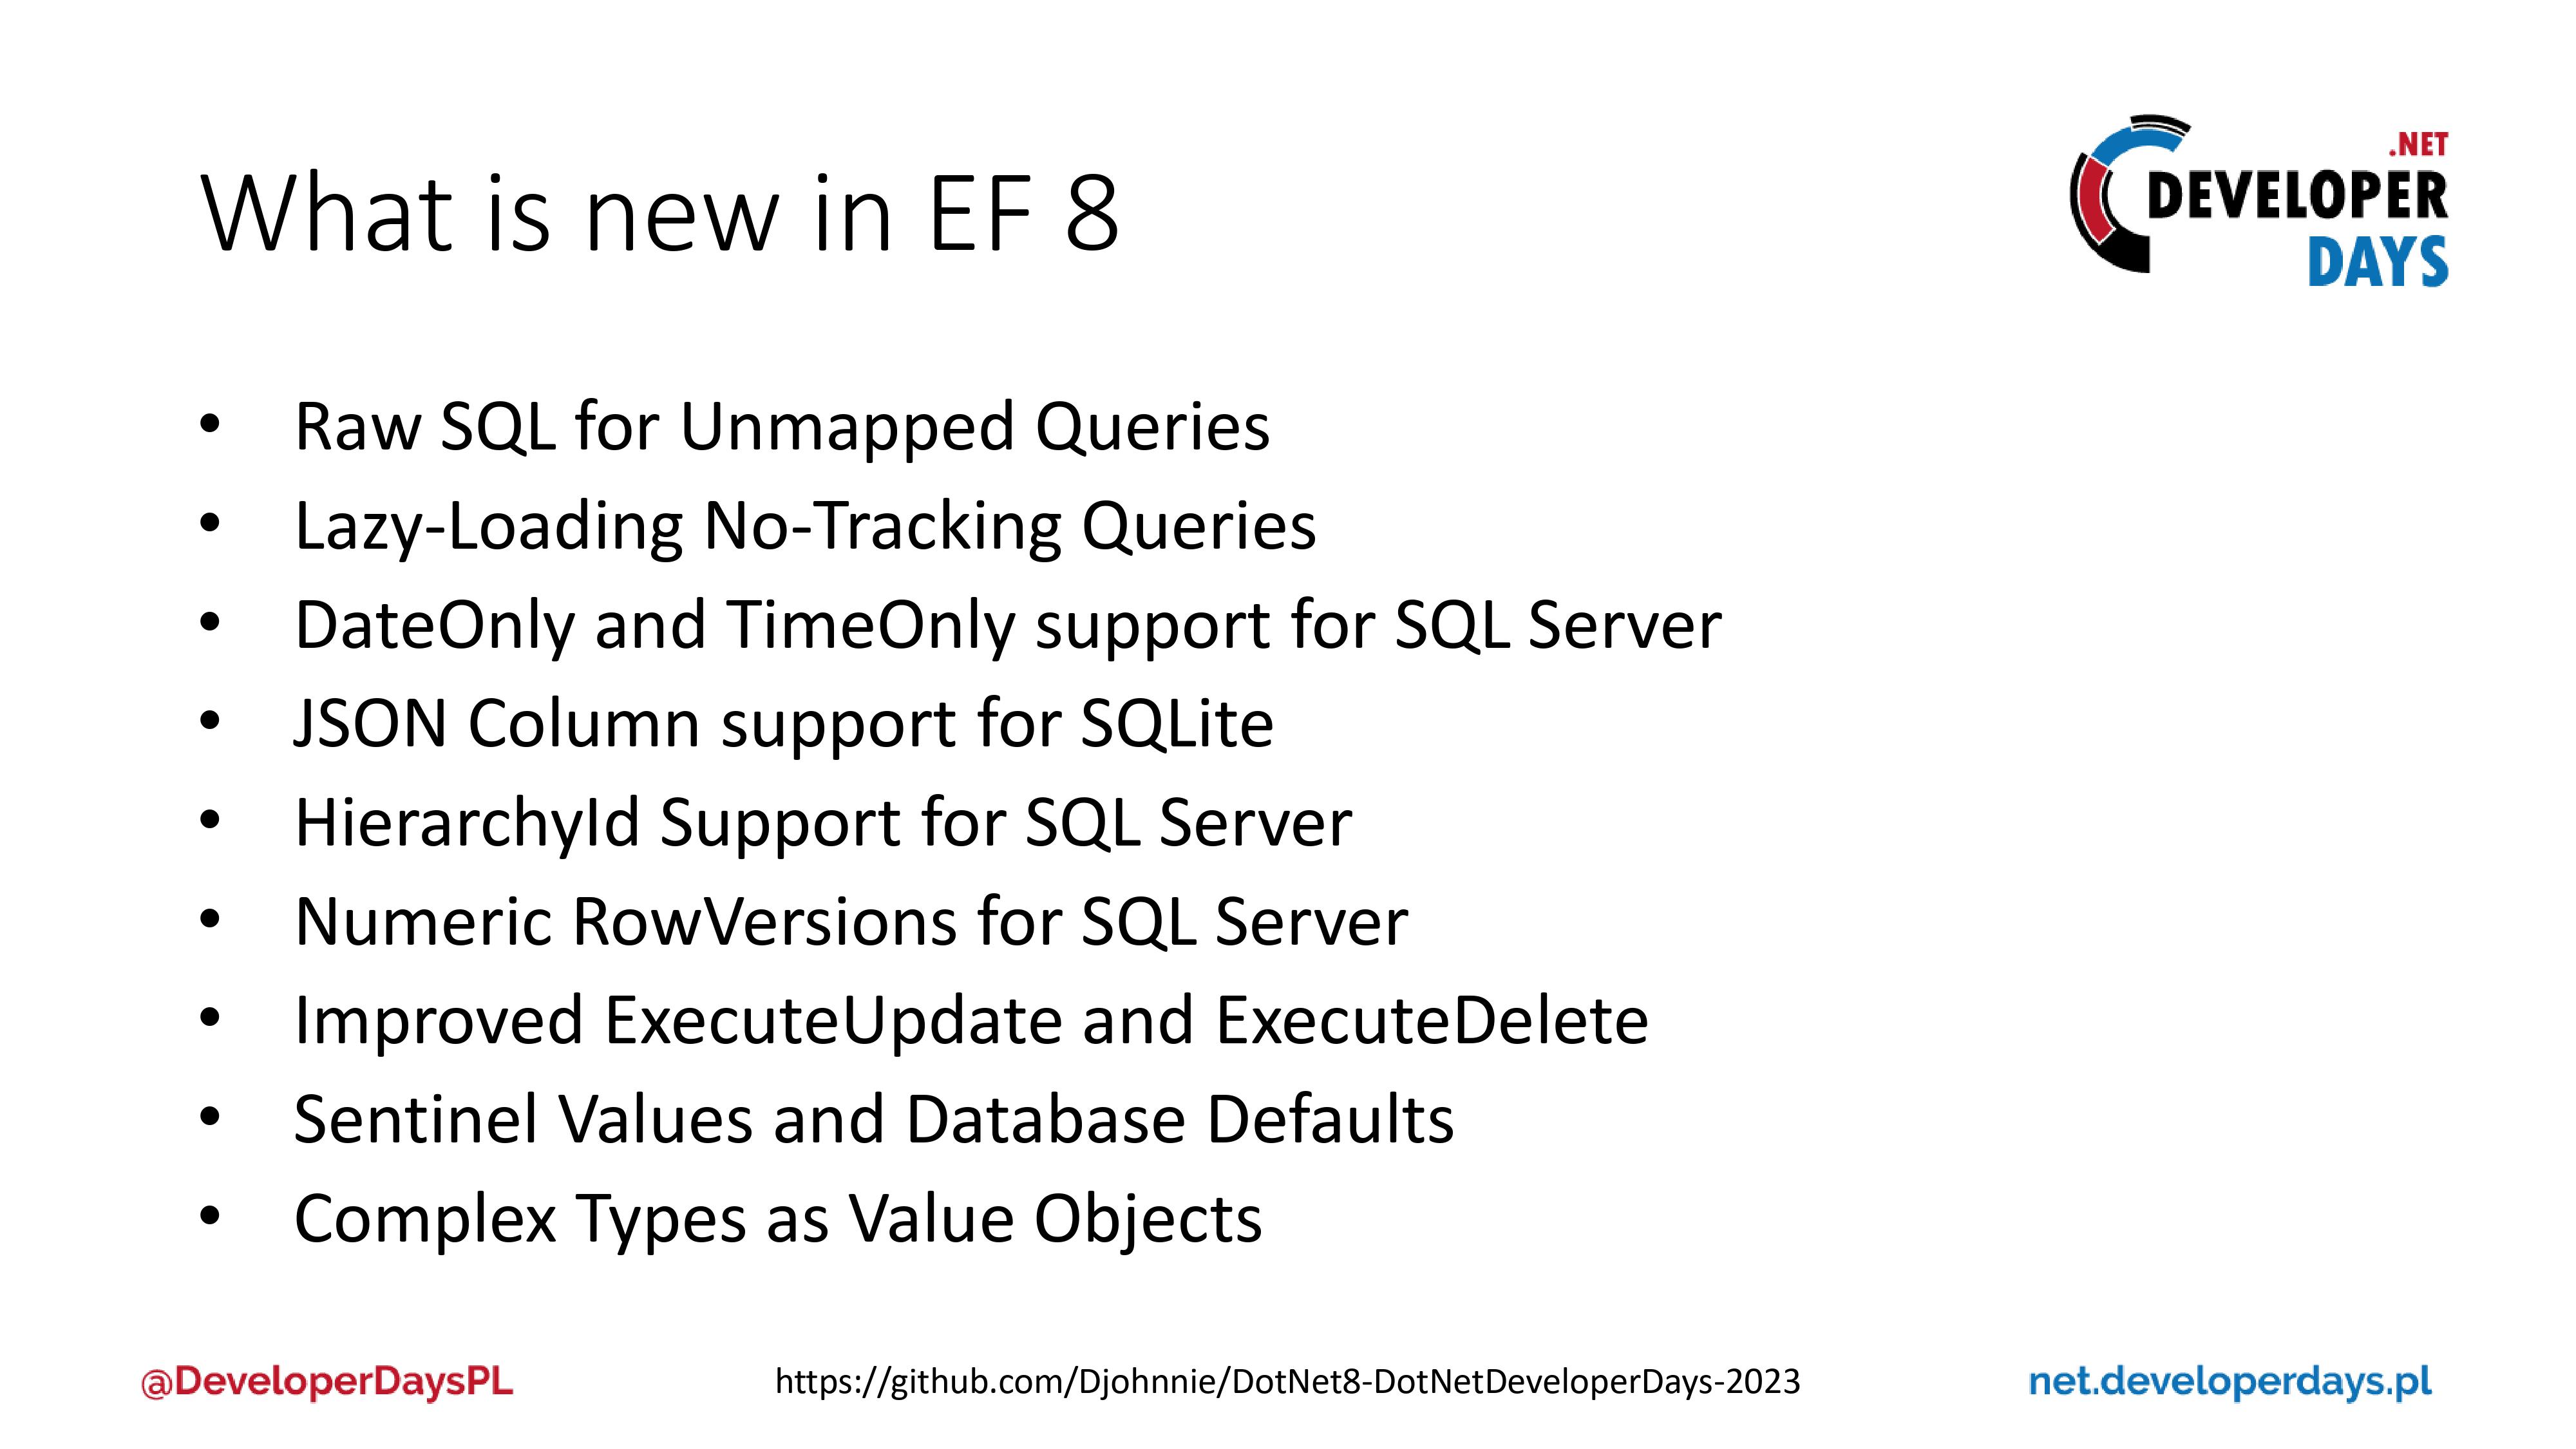 What is new in EF 8
.NET
DEVELOPER
DAYS
• Raw SQL for Unmapped Queries
• Lazy-Loading No-Tracking Queries
• DateOnly and TimeOnly support for SQL Server
• JSON Column support for SQLite
• HierarchyId Support for SQL Server
• Numeric RowVersions for SQL Server
• Improved ExecuteUpdate and ExecuteDelete
• Sentinel Values and Database Defaults
• Complex Types as Value Objects
@DeveloperDaysPL
https://github.com/Djohnnie/DotNet8-DotNetDeveloperDays-2023
net.developerdays.pl